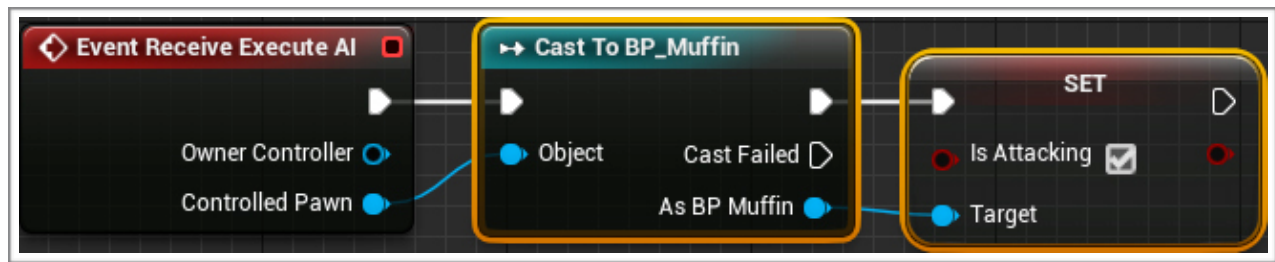 Event Receive Execute AI
Owner Controller
Controlled Pawn
Cast To BP_Muffin
Object
Cast Failed
As BP Muffin
SET
Is Attacking
Target